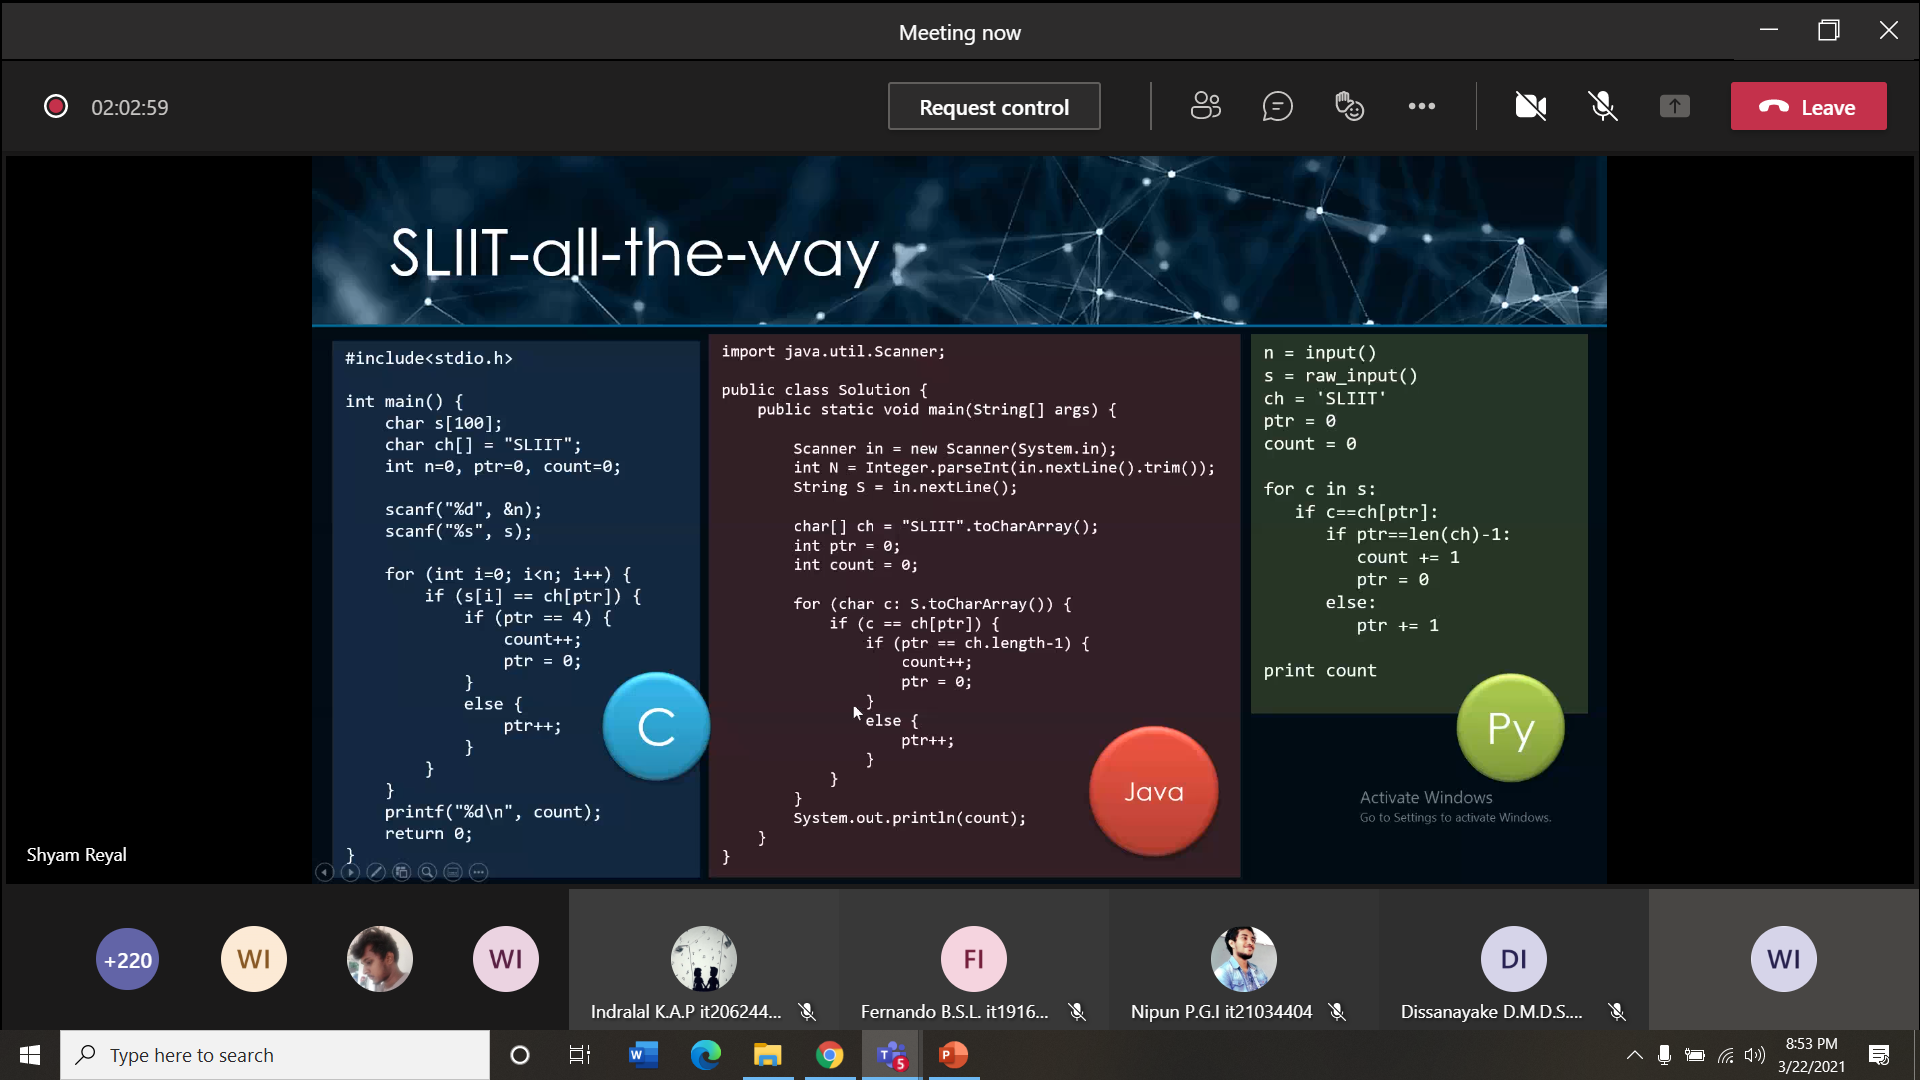 Meeting now
02:02:59
Request control
Leave
SLIIT-all-the-way
#include<stdio.h>
int main() {
char s[100];
char ch[] = "SLIIT";
int n=0, ptr=0, count=0;
scanf("%d", &n);
scanf("%s", s);
for (int i=0; i<n; i++) {
if (s[i] == ch[ptr]) {
if (ptr == 4) {
count++;
ptr = 0;
}
else {
ptr++;
}
}
}
printf("%d\n", count);
return 0;
}
C
import java.util.Scanner;
public class Solution {
public static void main(String[] args) {
Scanner in = new Scanner(System.in);
int N = Integer.parseInt(in.nextLine().trim());
String S = in.nextLine();
char[] ch = "SLIIT".toCharArray();
int ptr = 0;
int count = 0;
for (char c: S.toCharArray()) {
if (c == ch[ptr]) {
if (ptr == ch.length-1) {
count++;
ptr = 0;
}
else {
ptr++;
}
}
}
System.out.println(count);
}
}
Java
n = input()
s = raw_input()
ch = 'SLIIT'
ptr = 0
count = 0
for c in s:
if c==ch[ptr]:
if ptr==len(ch)-1:
count += 1
ptr = 0
else:
ptr += 1
print count
Py
Activate Windows
Go to Settings to activate Windows.
Shyam Reyal
+220
WI
WI
FI
DI
WI
Indralal K.A.P it206244...
Fernando B.S.L. it1916...
Nipun P.G.I it21034404
Dissanayake D.M.D.S....
Type here to search
W
T
5
P
8:53 PM
3/22/2021